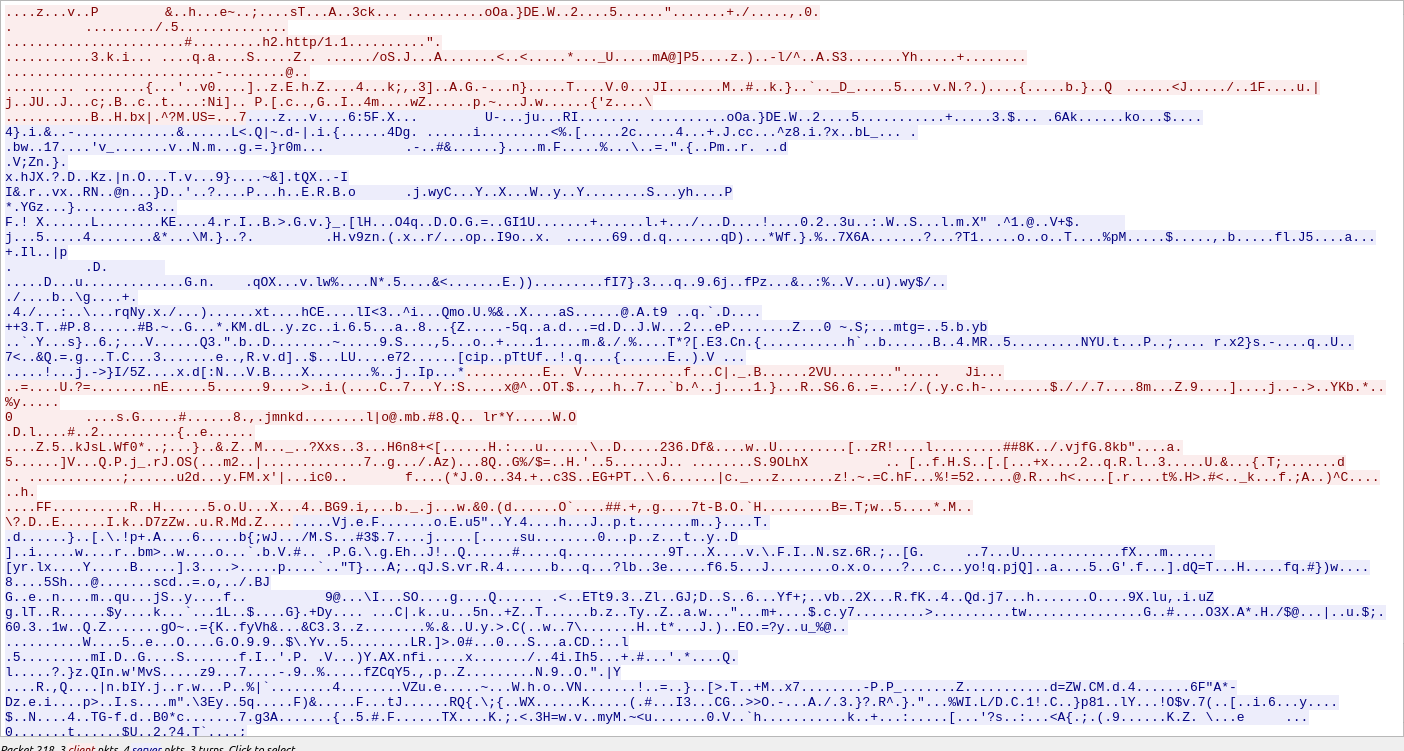 ....z...v..P &..h...e~..;....sT...A..3ck... ..........oOa.}DE.W..2....5......".......+./.....,.0.
. ........./.5..............
.......................#.........h2.http/1.1..........".
...........3.k.i... ....q.a....S.....Z.. ....../oS.J...A.......<..<.....*..._U.....mA@]P5....z.)..-l/^..A.S3.......Yh.....+........
...........................-........@..
......... ........{...'..v0....]..z.E.h.Z....4...k;,.3]..A.G.-...n}.....T....V.0...JI.......M..#..k.}..`.._D_.....5....v.N.?.)....{.....b.}..Q ......<J...../..1F....u.|
j..JU..J...c;.B..c..t....:Ni].. P.[.c..,G..I..4m....wZ......p.~...J.w......{'z....\
...........B..H.bx|.^?M.US=...7....z...v....6:5F.X... U-...ju...RI........ ..........oOa.}DE.W..2....5...........+.....3.$... .6Ak......ko...$....
4}.i.&..-............&......L<.Q|~.d-|.i.{......4Dg. ......i.........<%.[.....2c.....4...+.J.cc...^z8.i.?x..bL_... .
.bw..17....'v_.......v..N.m...g.=.}r0m... .-..#&......}....m.F.....%...\..=.".{..Pm..r. ..d
.V;Zn.}.
x.hJX.?.D..Kz.|n.O...T.v...9}....~&].tQX..-I
I&.r..vx..RN..@n...}D..'..?....P...h..E.R.B.o .j.wyC...Y..X...W..y..Y........S...yh....P
*.YGz...}........a3...
F.! X......L........KE....4.r.I..B.>.G.v.}_.[lH...O4q..D.O.G.=..GI1U.......+......l.+.../...D....!....0.2..3u..:.W..S...l.m.X" .^1.@..V+$.
j...5.....4........&*...\M.}..?. .H.v9zn.(.x..r/...op..I9o..x. ......69..d.q.......qD)...*Wf.}.%..7X6A.......?...?T1.....o..o..T....%pM.....$.....,.b.....fl.J5....a...
+.Il..|p
. .D.
.....D...u.............G.n. .qOX...v.lw%....N*.5....&<.......E.)).........fI7}.3...q..9.6j..fPz...&..:%..V...u).wy$/..
./....b..\g....+.
.4./...:..\...rqNy.x./...)......xt....hCE....lI<3..^i...Qmo.U.%&..X....aS......@.A.t9 ..q.`.D....
++3.T..#P.8......#B.~..G...*.KM.dL..y.zc..i.6.5...a..8...{Z.....-5q..a.d...=d.D..J.W...2...eP........Z...0 ~.S;...mtg=..5.b.yb
..`.Y...s}..6.;...V......Q3.".b..D........~.....9.S....,5...o..+....1.....m.&./.%....T*?[.E3.Cn.{...........h`..b......B..4.MR..5.........NYU.t...P..;.... r.x2}s.-....q..U..
7<..&Q.=.g...T.C...3.......e..,R.v.d]..$...LU....e72......[cip..pTtUf..!.q....{......E..).V ...
.....!...j.->}I/5Z....x.d[:N...V.B....X........%..j..Ip...*..........E.. V.............f...C|._.B......2VU........"..... Ji...
..=....U.?=........nE.....5......9....>..i.(....C..7...Y.:S.....x@^..OT.$..,..h..7...`b.^..j....1.}...R..S6.6..=...:/.(.y.c.h-........$././.7....8m...Z.9....]....j..-.>..YKb.*..
%y.....
0 ....s.G.....#......8.,.jmnkd........l|o@.mb.#8.Q.. lr*Y.....W.O
.D.l....#..2..........{..e......
....Z.5..kJsL.Wf0*..;...}..&.Z..M..._..?Xxs..3...H6n8+<[......H.:...u......\..D.....236.Df&....w..U.........[..zR!....l.........##8K../.vjfG.8kb"....a.
5......]V...Q.P.j_.rJ.OS(...m2..|.............7..g.../.Az)...8Q..G%/$=..H.'..5......J.. ........S.9OLhX .. [..f.H.S..[.[...+x....2..q.R.l..3.....U.&...{.T;.......d
.. ............;......u2d...y.FM.x'|...ic0.. f....(*J.0...34.+..c3S..EG+PT..\.6......|c._...z.......z!.~.=C.hF...%!=52.....@.R...h<....[.r....t%.H>.#<.._k...f.;A..)^C....
..h.
....FF..........R..H......5.o.U...X...4..BG9.i,...b._.j...w.&0.(d......O`....##.+,.g....7t-B.O.`H.........B=.T;w..5....*.M..
\?.D..E......I.k..D7zZw..u.R.Md.Z.........Vj.e.F.......o.E.u5"..Y.4....h...J..p.t.......m..}....T.
.d......}..[.\.!p+.A....6.....b{;wJ.../M.S...#3$.7....j.....[.....su........0...p..z...t..y..D
]..i.....w....r..bm>..w....o...`.b.V.#.. .P.G.\.g.Eh..J!..Q......#.....q.............9T...X....v.\.F.I..N.sz.6R.;..[G. ..7...U.............fX...m......
[yr.lx....Y.....B.....].3....>.....p....`.."T}...A;..qJ.S.vr.R.4......b...q...?lb..3e.....f6.5...J........o.x.o....?...c...yo!q.pjQ]..a....5..G'.f...].dQ=T...H.....fq.#})w....
8....5Sh...@.......scd..=.o,../.BJ
G..e..n....m..qu...jS..y....f.. 9@...\I...SO....g....Q...... .<..ETt9.3..Zl..GJ;D..S..6...Yf+;..vb..2X...R.fK..4..Qd.j7...h.......O....9X.lu,.i.uZ
g.lT..R......$y....k...`...1L..$....G}.+Dy.... ...C|.k..u...5n..+Z..T......b.z..Ty..Z..a.w..."...m+....$.c.y7.........>..........tw...............G..#....O3X.A*.H./$@...|..u.$;.
60.3..1w..Q.Z.......gO~..={K..fyVh&...&C3.3..z........%.&..U.y.>.C(..w..7\.......H..t*...J.)..EO.=?y..u_%@..
..........W....5..e...O....G.O.9.9..$\.Yv..5........LR.]>.0#...0...S...a.CD.:..l
.5.........mI.D..G....S.......f.I..'.P. .V...)Y.AX.nfi.....x......./..4i.Ih5...+.#...'.*....Q.
l.....?.}z.QIn.w'MvS.....z9...7....-.9..%.....fZCqY5.,.p..Z.........N.9..O.".|Y
....R.,Q....|n.bIY.j..r.w...P..%|`........4........VZu.e.....~...W.h.o..VN.......!..=..}..[>.T..+M..x7........-P.P_.......Z...........d=ZW.CM.d.4.......6F"A*-
Dz.e.i....p>..I.s....m".\3Ey..5q.....F)&.....F...tJ......RQ{.\;{..WX......K.....(.#...I3...CG..>>O.-...A./.3.}?.R^.}."...%WI.L/D.C.1!.C..}p81..lY...!O$v.7(..[..i.6...y....
$..N....4..TG-f.d..B0*c.......7.g3A.......{..5.#.F......TX....K.;.<.3H=w.v..myM.~<u.......0.V..`h...........k..+...:.....[...'?s..:...<A{.;.(.9......K.Z. \...e ...
0.......t......$U..2.?4.T`....;
Packet 218. 3 client pkts, 4 server pkts, 3 turns. Click to select.